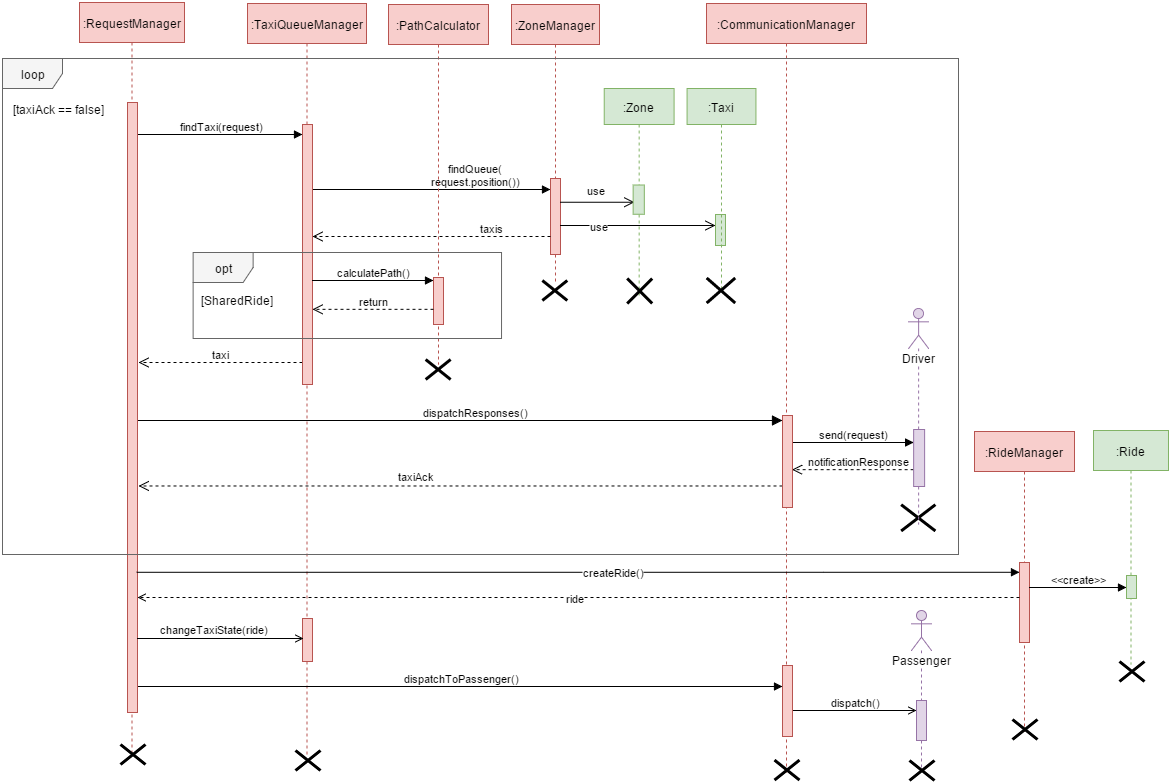 :RequestManager
:TaxiQueueManager
:PathCalculator
:ZoneManager
:CommunicationManager
loop
[taxiAck == false]
:Zone
:Taxi
findTaxi(request)
findQueue(
request.position())
use
use
taxis
opt
[SharedRide]
calculatePath()
return
taxi
Driver
dispatchResponses()
send(request)
notificationResponse
taxiAck
:RideManager
:Ride
createRide()
<<create>>
ride
changeTaxiState(ride)
Passenger
dispatchToPassenger()
dispatch()